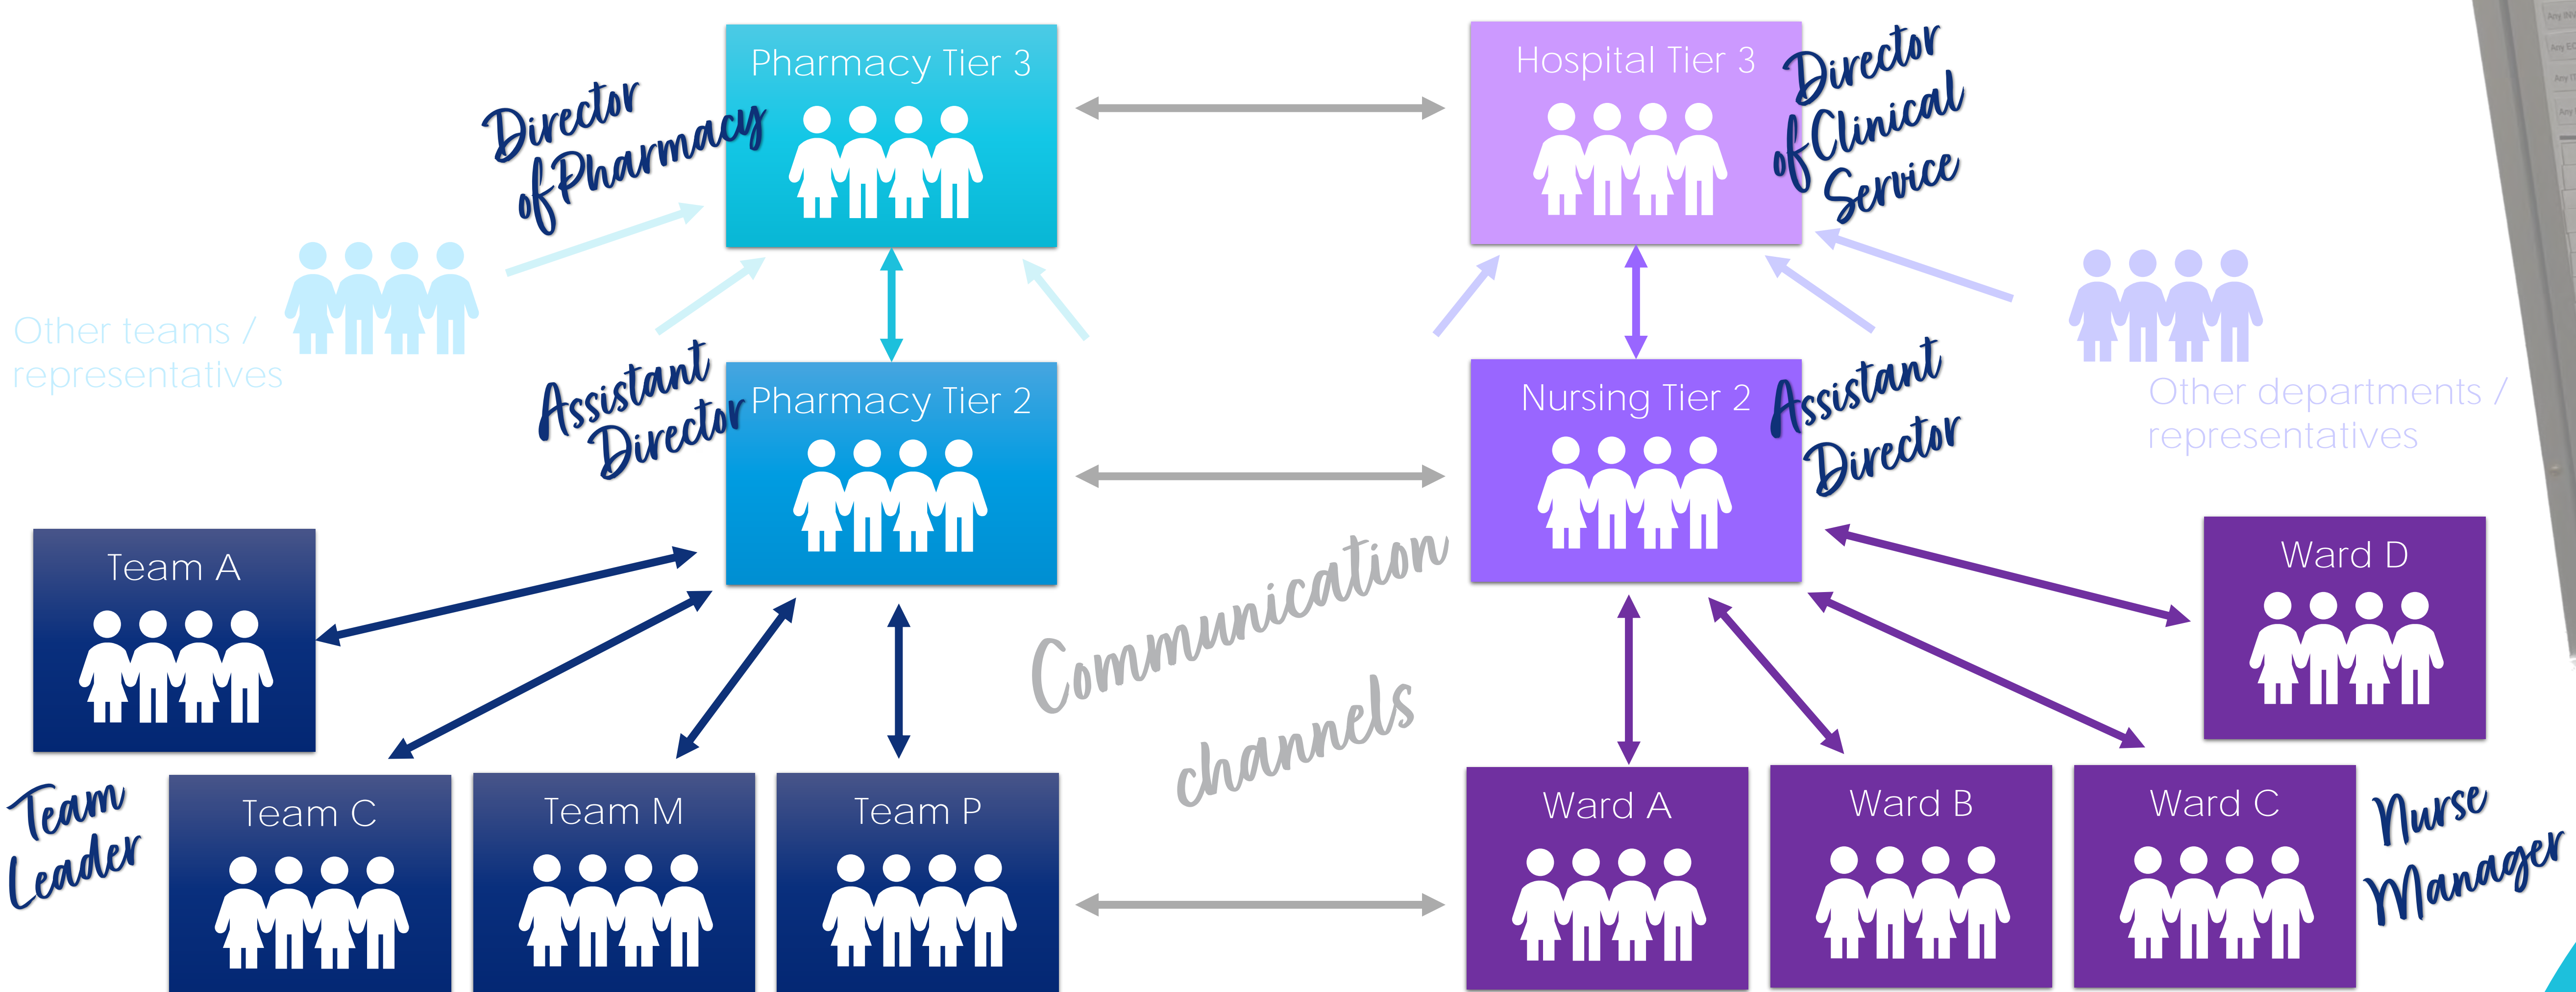 Pharmacy Tier 3
Hospital Tier 3
Director
of Pharmacy
Director
of Clinical
Service
Other teams /
representatives
Assistant
Director
Pharmacy Tier 2
Nursing Tier 2
Assistant
Director
Other departments /
representatives
Team A
Ward D
Communication
channels
Team
Leader
Team C
Team M
Team P
Ward A
Ward B
Ward C
Nurse
Manager